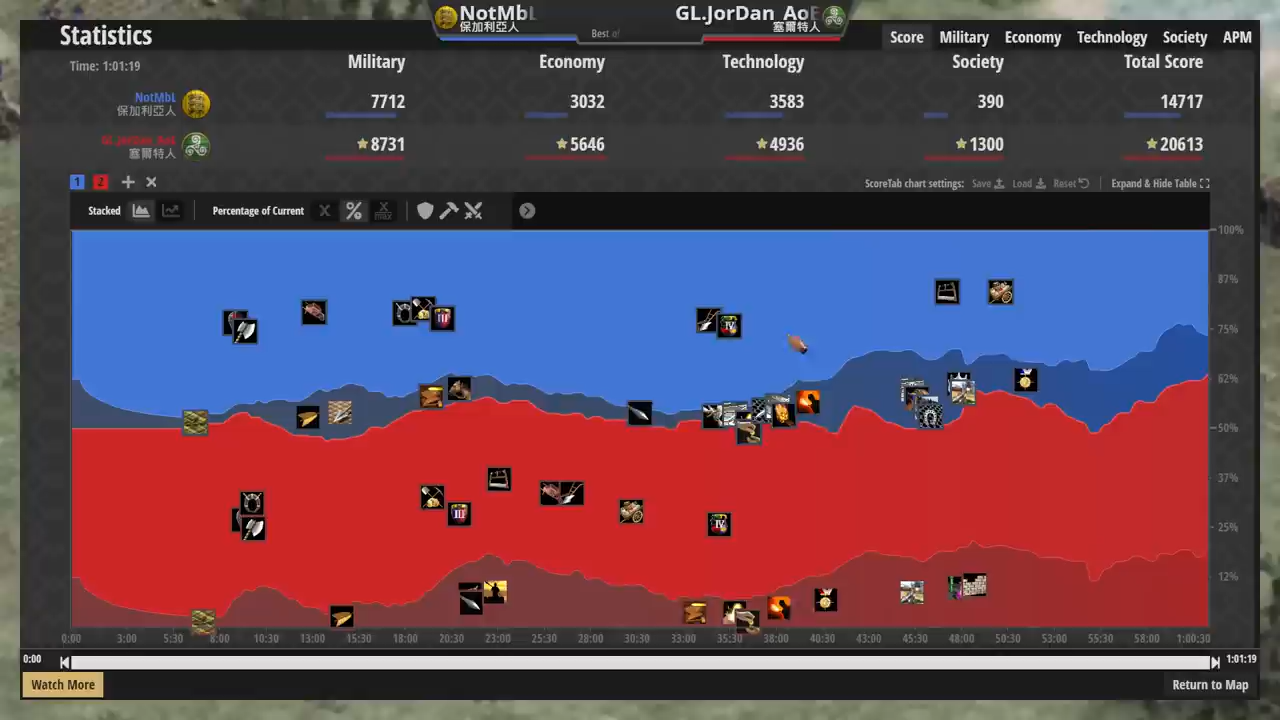 NotMbL
保加利亞人
Best of
GL.JorDan_AoE
塞爾特人
Statistics
Score Military Economy Technology Society APM
Time: 1:01:19
Military Economy Technology Society Total Score
NotMbL
保加利亞人
7712 3032 3583 390 14717
GL.JorDan_AoE
塞爾特人
8731 5646 4936 1300 20613
1 2
ScoreTab chart settings: Save Load Reset Expand & Hide Table
Stacked Percentage of Current X % X max
100%
87%
75%
62%
50%
37%
25%
12%
III
IV
III
IV
0:00 3:00 5:30 8:00 10:30 13:00 15:30 18:00 20:30 23:00 25:30 28:00 30:30 33:00 35:30 38:00 40:30 43:00 45:30 48:00 50:30 53:00 55:30 58:00 1:00:30
0:00 1:01:19
Watch More Return to Map